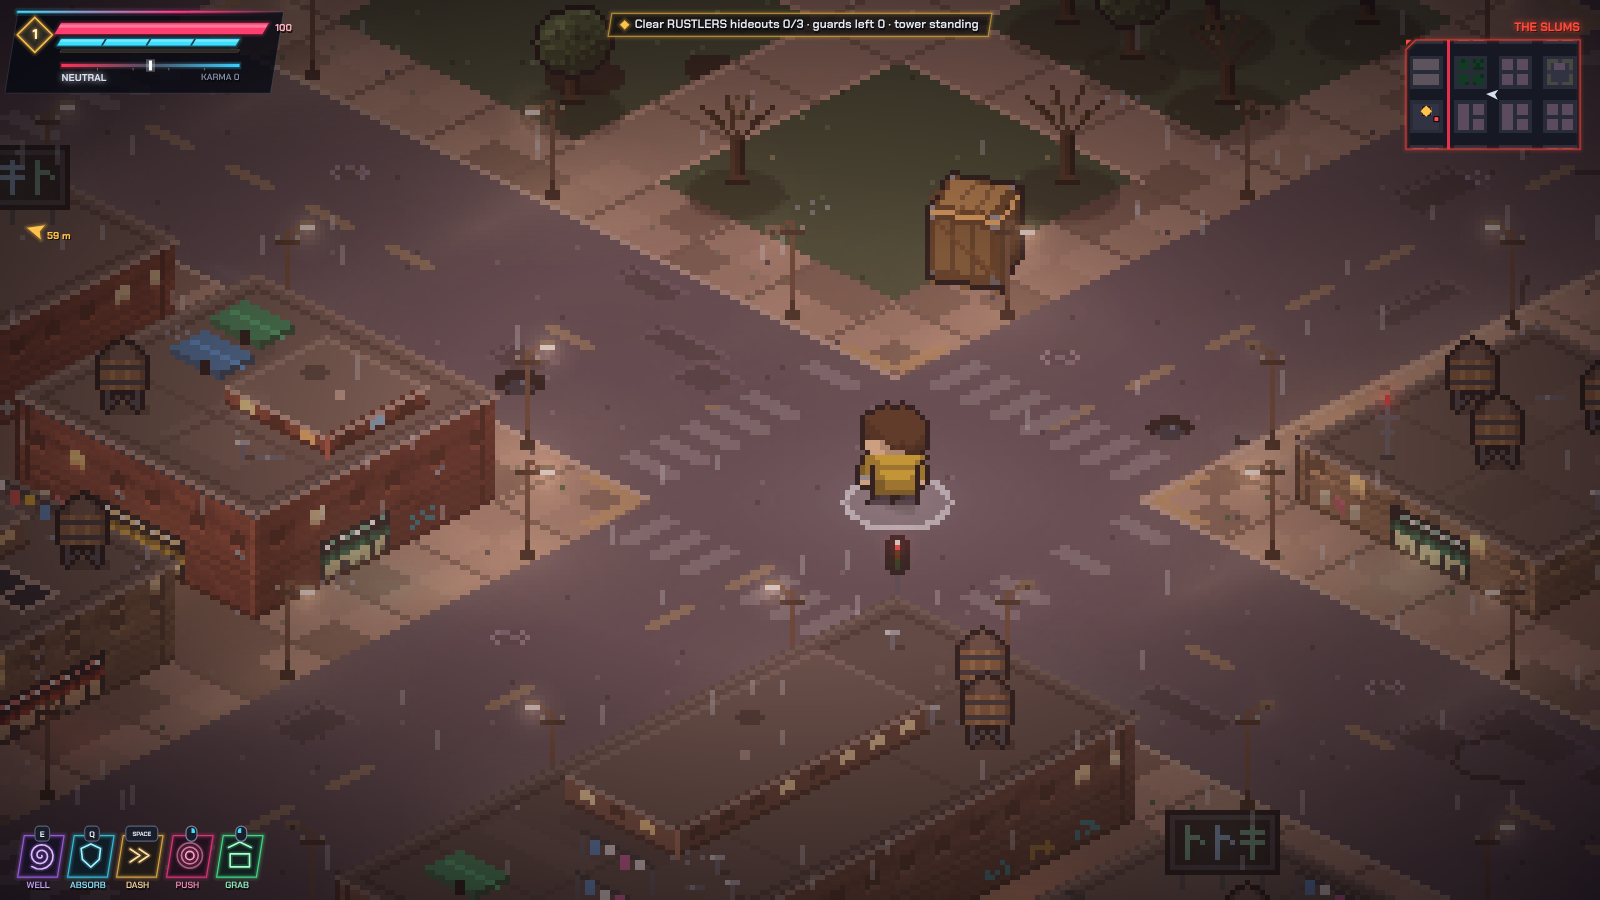 1
100
NEUTRAL
KARMA 0
Clear RUSTLERS hideouts 0/3 · guards left 0 · tower standing
THE SLUMS
59 m
E
Q
SPACE
WELL
ABSORB
DASH
PUSH
GRAB